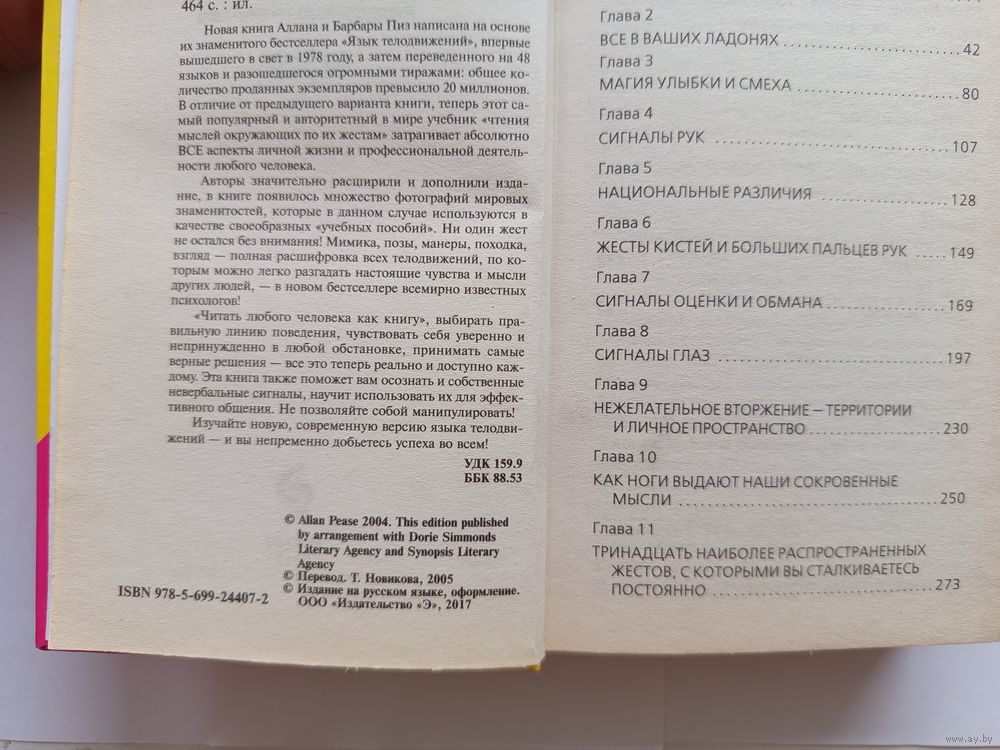 464 с. : ил.
Новая книга Аллана и Барбары Пиз написана на основе
их знаменитого бестселлера «Язык телодвижений», впервые
вышедшего в свет в 1978 году, а затем переведенного на 48
языков и разошедшегося огромными тиражами: общее ко-
личество проданных экземпляров превысило 20 миллионов.
В отличие от предыдущего варианта книги, теперь этот са-
мый популярный и авторитетный в мире учебник «чтения
мыслей окружающих по их жестам» затрагивает абсолютно
ВСЕ аспекты личной жизни и профессиональной деятель-
ности любого человека.
Авторы значительно расширили и дополнили изда-
ние, в книге появилось множество фотографий мировых
знаменитостей, которые в данном случае используются в
качестве своеобразных «учебных пособий». Ни один жест
не остался без внимания! Мимика, позы, манеры, походка,
взгляд — полная расшифровка всех телодвижений, по ко-
торым можно легко разгадать настоящие чувства и мысли
других людей, — в новом бестселлере всемирно известных
психологов!
«Читать любого человека как книгу», выбирать пра-
вильную линию поведения, чувствовать себя уверенно и
непринужденно в любой обстановке, принимать самые
верные решения — все это теперь реально и доступно каж-
дому. Эта книга также поможет вам осознать и собственные
невербальные сигналы, научит использовать их для эффек-
тивного общения. Не позволяйте собой манипулировать!
Изучайте новую, современную версию языка телодви-
жений — и вы непременно добьетесь успеха во всем!
УДК 159.9
ББК 88.53
© Allan Pease 2004. This edition published
by arrangement with Dorie Simmonds
Literary Agency and Synopsis Literary
Agency
© Перевод. Т. Новикова, 2005
© Издание на русском языке, оформление.
ООО «Издательство «Э», 2017
ISBN 978-5-699-24407-2
Глава 2
ВСЕ В ВАШИХ ЛАДОНЯХ ........................ 42
Глава 3
МАГИЯ УЛЫБКИ И СМЕХА ........................ 80
Глава 4
СИГНАЛЫ РУК ........................ 107
Глава 5
НАЦИОНАЛЬНЫЕ РАЗЛИЧИЯ ........................ 128
Глава 6
ЖЕСТЫ КИСТЕЙ И БОЛЬШИХ ПАЛЬЦЕВ РУК ..... 149
Глава 7
СИГНАЛЫ ОЦЕНКИ И ОБМАНА ........................ 169
Глава 8
СИГНАЛЫ ГЛАЗ ........................ 197
Глава 9
НЕЖЕЛАТЕЛЬНОЕ ВТОРЖЕНИЕ – ТЕРРИТОРИИ
И ЛИЧНОЕ ПРОСТРАНСТВО ........................ 230
Глава 10
КАК НОГИ ВЫДАЮТ НАШИ СОКРОВЕННЫЕ
МЫСЛИ ........................ 250
Глава 11
ТРИНАДЦАТЬ НАИБОЛЕЕ РАСПРОСТРАНЕННЫХ
ЖЕСТОВ, С КОТОРЫМИ ВЫ СТАЛКИВАЕТЕСЬ
ПОСТОЯННО ........................ 273
www.ay.by